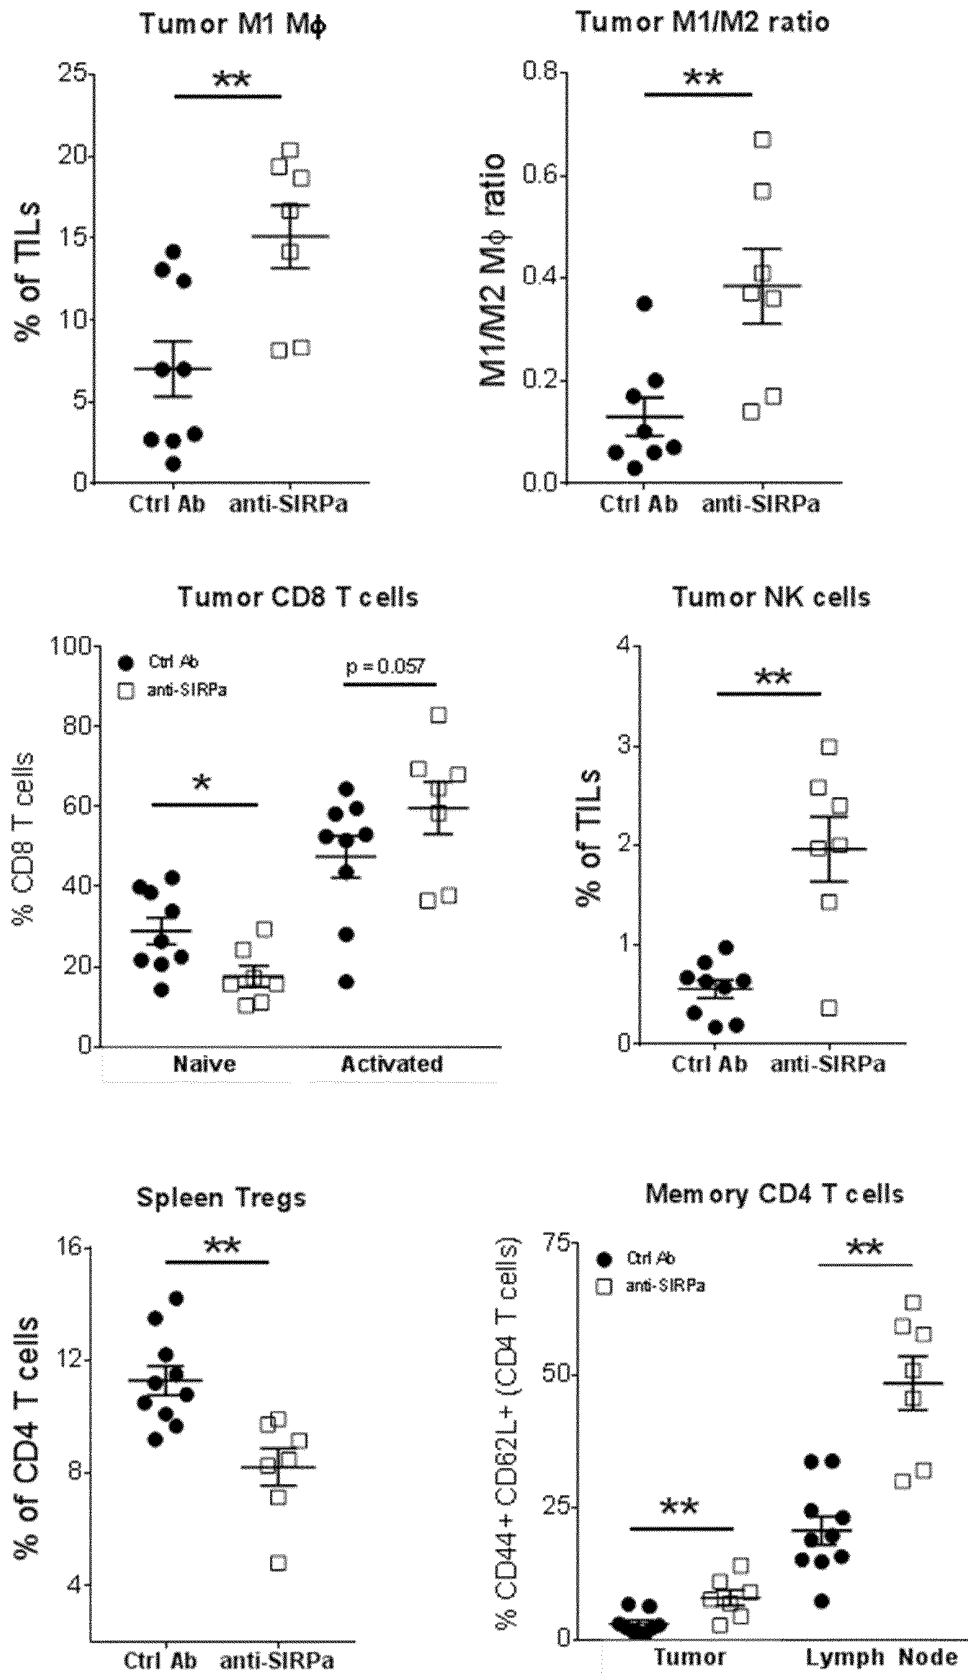 Tumor M1 Mϕ
**
25
20
15
10
5
0
% of TILs
Ctrl Ab anti-SIRPa
Tumor M1/M2 ratio
**
0.8
0.6
0.4
0.2
0.0
M1/M2 Mϕ ratio
Ctrl Ab anti-SIRPa
Tumor CD8 T cells
100
80
60
40
20
0
% CD8 T cells
Ctrl Ab
anti-SIRPa
*
p = 0.057
Naive Activated
Tumor NK cells
**
4
3
2
1
0
% of TILs
Ctrl Ab anti-SIRPa
Spleen Tregs
**
16
12
8
4
% of CD4 T cells
Ctrl Ab anti-SIRPa
Memory CD4 T cells
75
50
25
0
% CD44+ CD62L+ (CD4 T cells)
Ctrl Ab
anti-SIRPa
**
**
Tumor Lymph Node